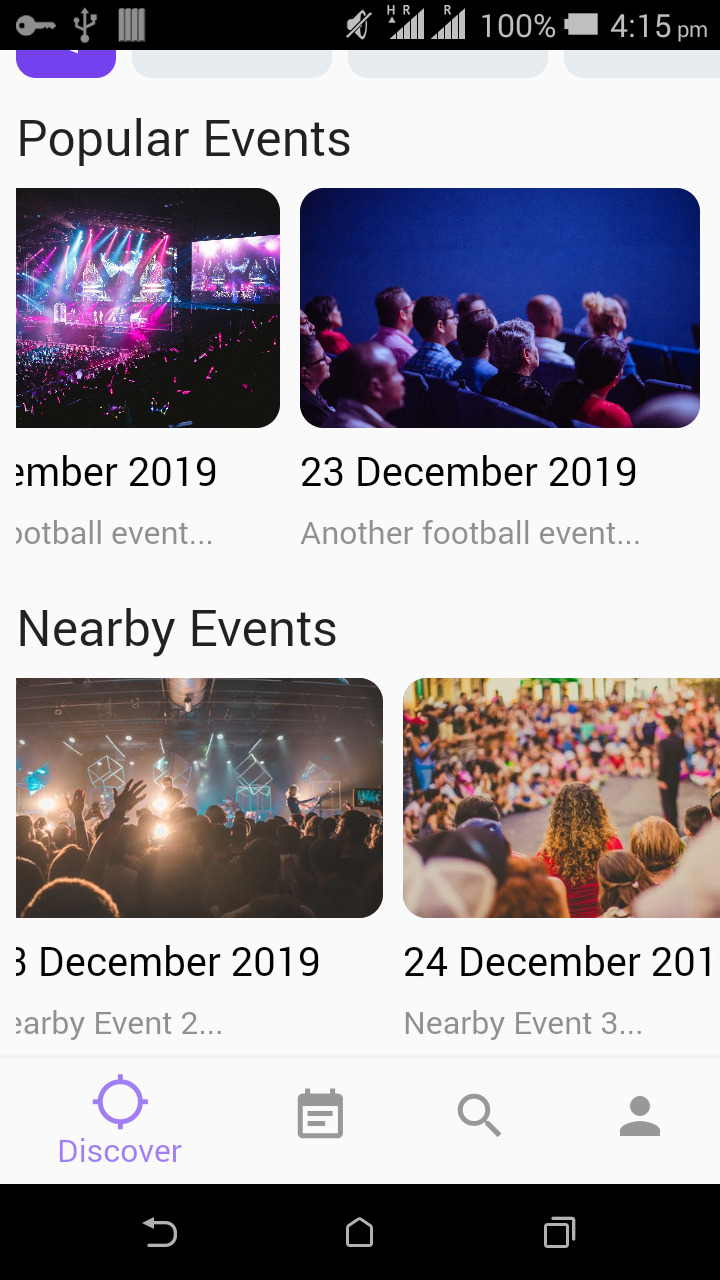 H R R 100% 4:15 pm
Popular Events
ember 2019 23 December 2019
ootball event... Another football event...
Nearby Events
3 December 2019 24 December 201
earby Event 2... Nearby Event 3...
Discover